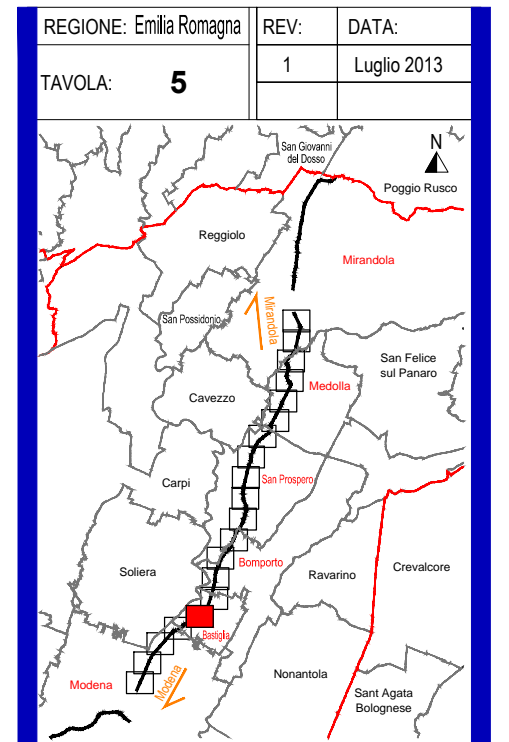 REGIONE: Emilia Romagna
REV:
DATA:
TAVOLA: 5
1
Luglio 2013
San Giovanni
del Dosso
N
Poggio Rusco
Reggiolo
Mirandola
Mirandola
San Possidonio
San Felice
sul Panaro
Medolla
Cavezzo
Carpi
San Prospero
Bomporto
Soliera
Ravarino
Crevalcore
Bastiglia
Modena
Modena
Nonantola
Sant Agata
Bolognese